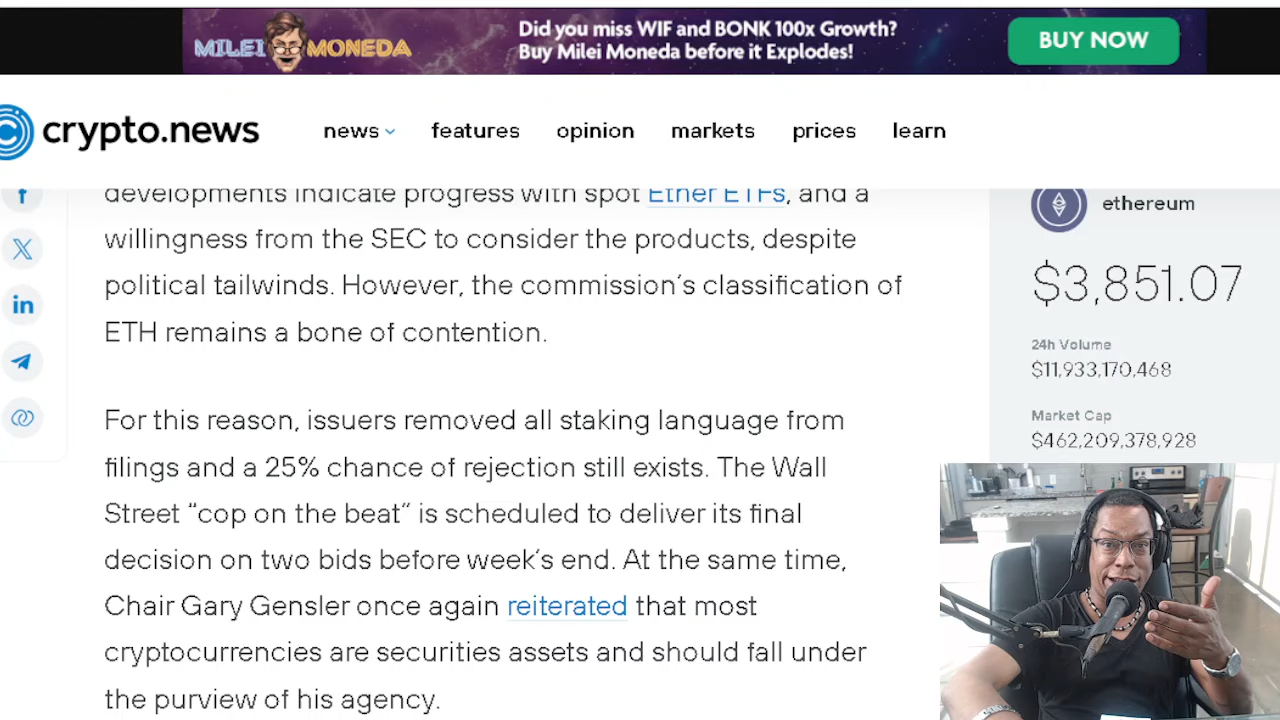 MILEI MONEDA
Did you miss WIF and BONK 100x Growth?
Buy Milei Moneda before it Explodes!
BUY NOW
crypto.news
news
features
opinion
markets
prices
learn
developments indicate progress with spot Ether ETFs, and a
willingness from the SEC to consider the products, despite
political tailwinds. However, the commission's classification of
ETH remains a bone of contention.
For this reason, issuers removed all staking language from
filings and a 25% chance of rejection still exists. The Wall
Street "cop on the beat" is scheduled to deliver its final
decision on two bids before week's end. At the same time,
Chair Gary Gensler once again reiterated that most
cryptocurrencies are securities assets and should fall under
the purview of his agency.
ethereum
$3,851.07
24h Volume
$11,933,170,468
Market Cap
$462,209,378,928